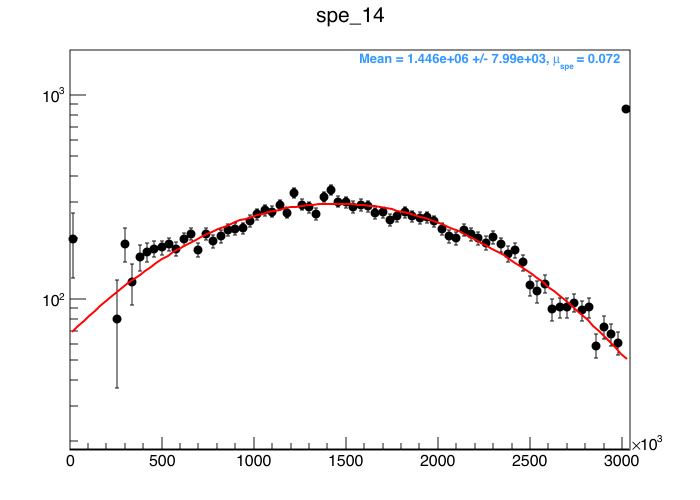 spe_14
Mean = 1.446e+06 +/- 7.99e+03, μspe = 0.072
10³
10²
0 500 1000 1500 2000 2500 3000 ×10³